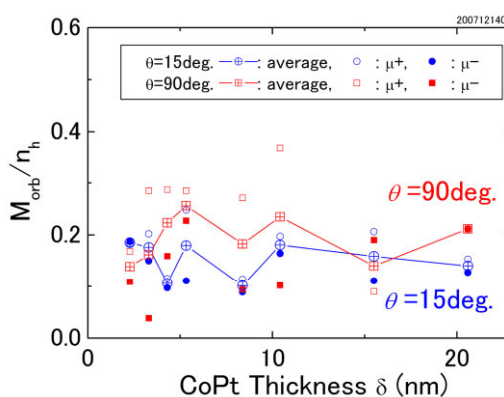 200712140
0.6
θ=15deg. : average, : μ+, : μ−
θ=90deg. : average, : μ+, : μ−
0.4
M_orb/n_h
θ=90deg.
0.2
θ=15deg.
0.0
0 10 20
CoPt Thickness δ (nm)